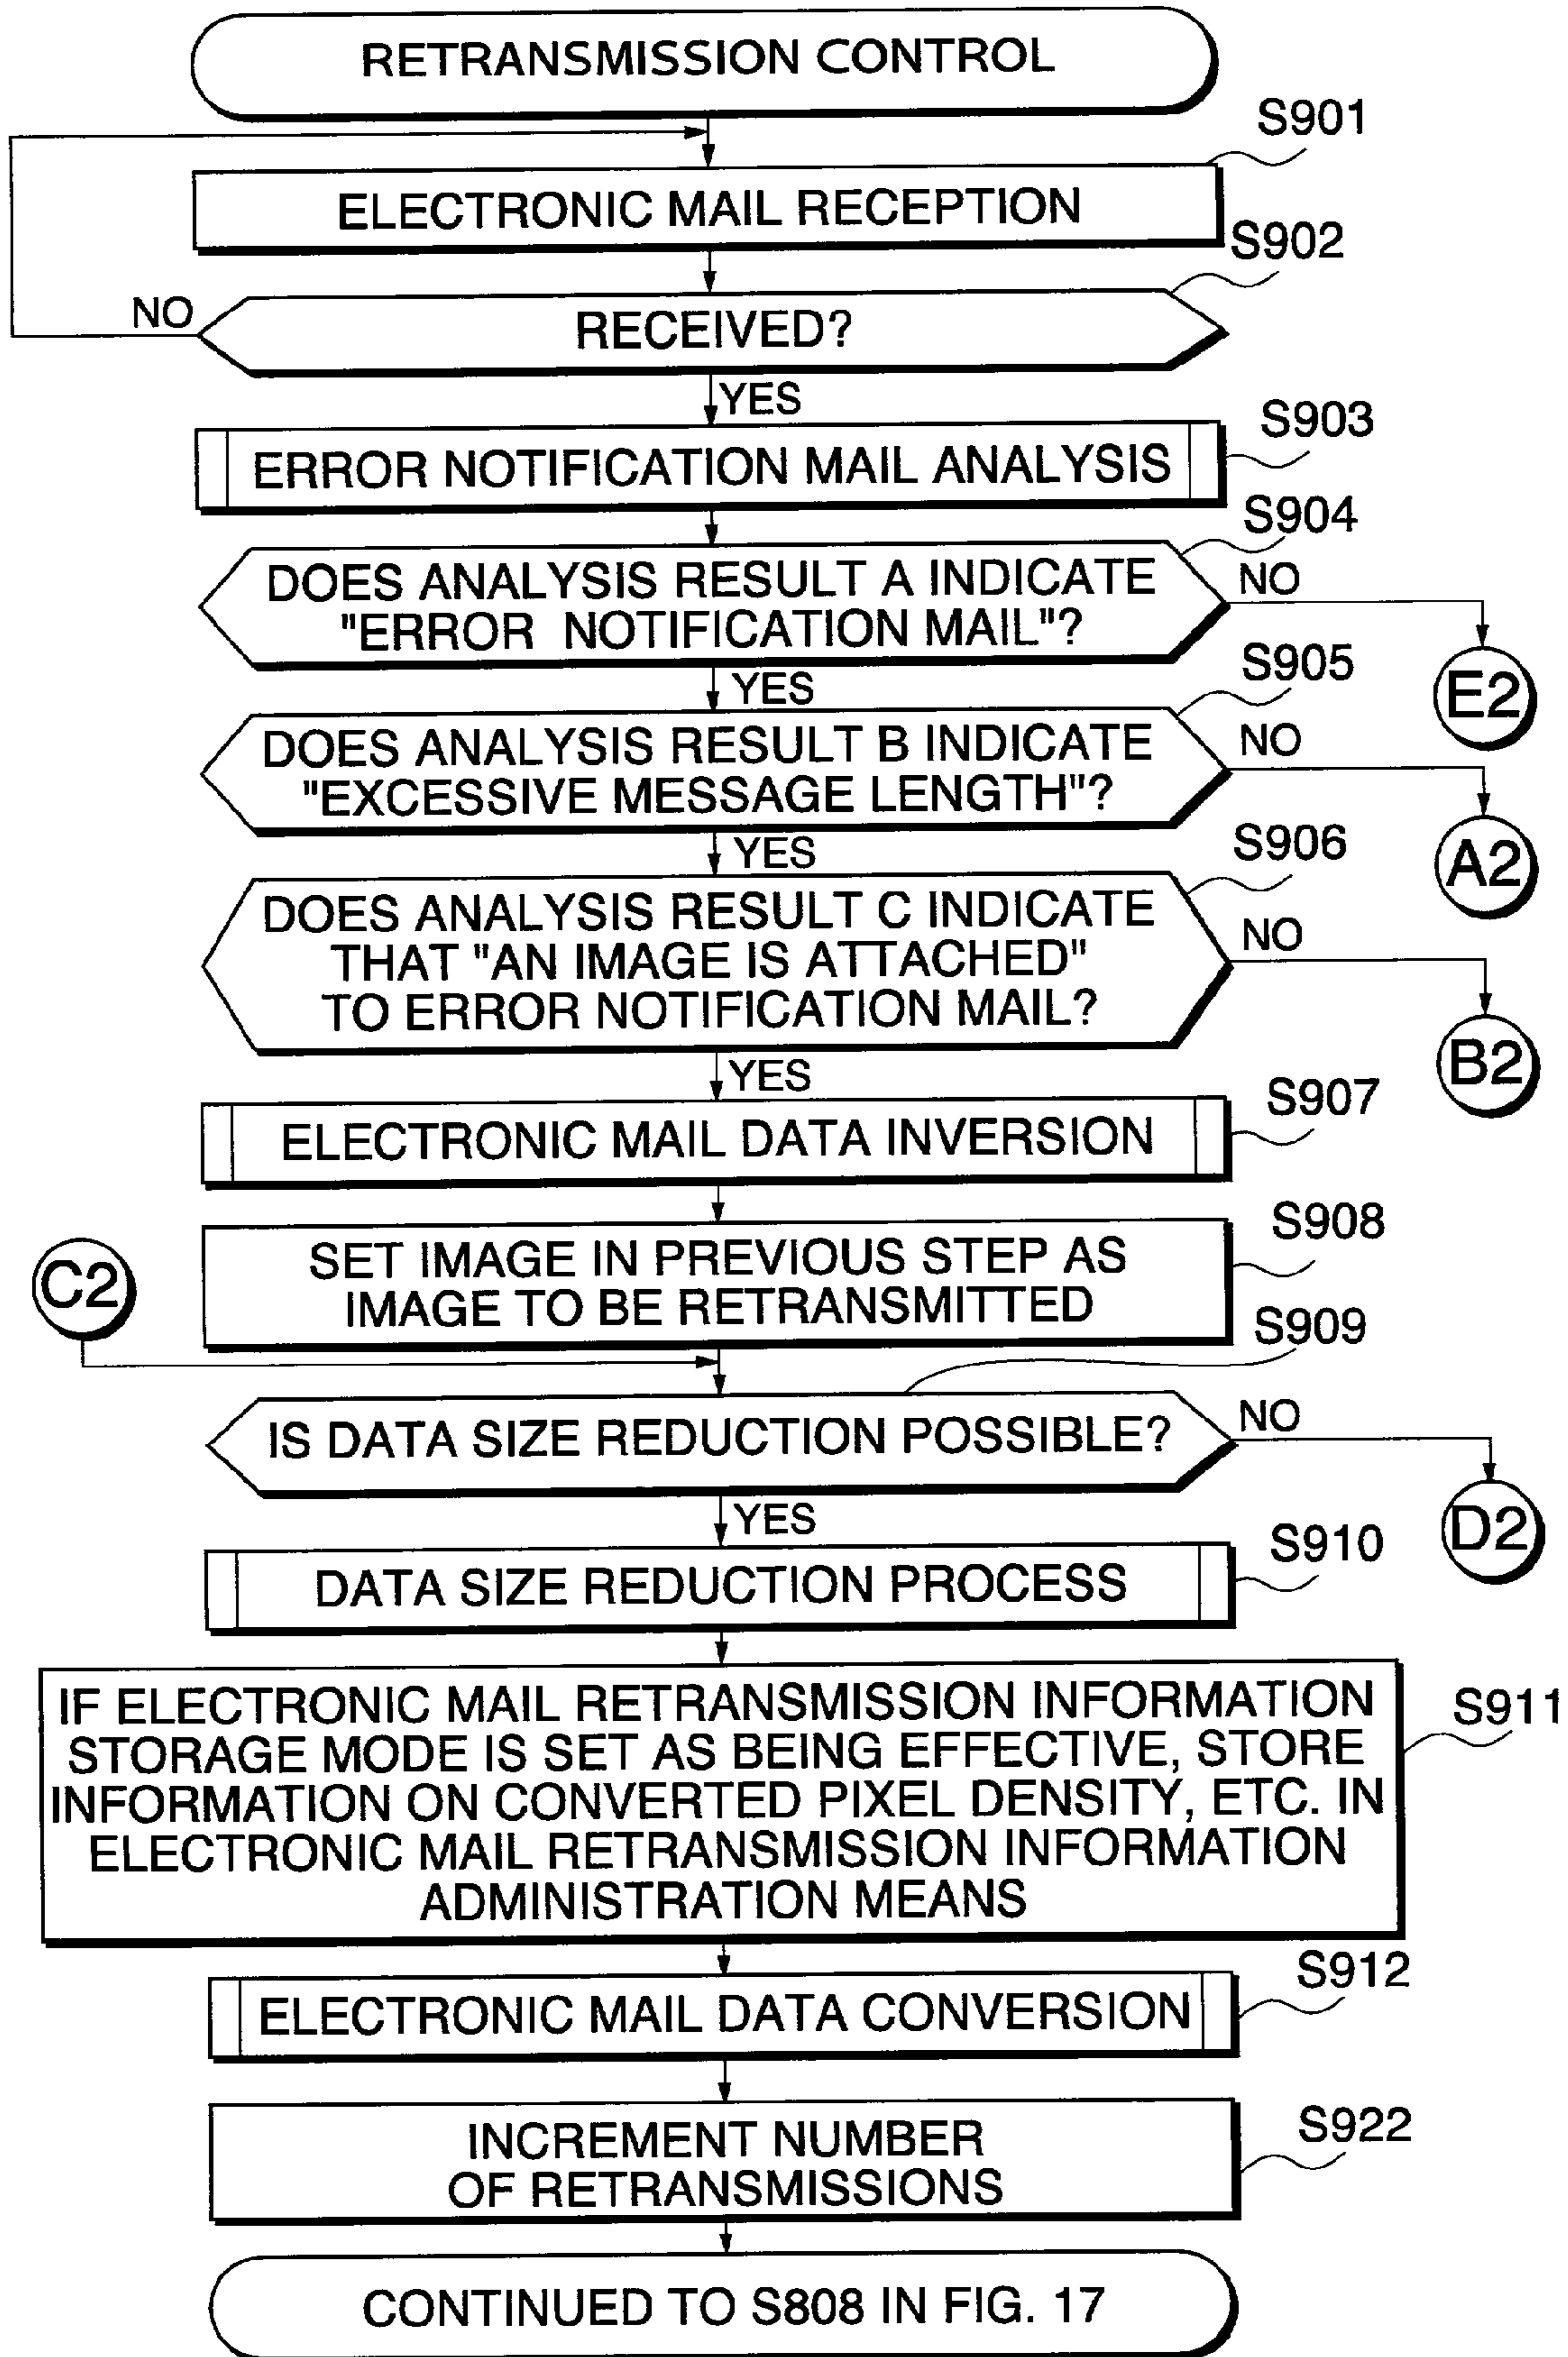 RETRANSMISSION CONTROL
S901
ELECTRONIC MAIL RECEPTION
S902
NO
RECEIVED?
YES
S903
ERROR NOTIFICATION MAIL ANALYSIS
S904
DOES ANALYSIS RESULT A INDICATE
"ERROR NOTIFICATION MAIL"?
NO
E2
YES
S905
DOES ANALYSIS RESULT B INDICATE
"EXCESSIVE MESSAGE LENGTH"?
NO
A2
YES
S906
DOES ANALYSIS RESULT C INDICATE
THAT "AN IMAGE IS ATTACHED"
TO ERROR NOTIFICATION MAIL?
NO
B2
YES
S907
ELECTRONIC MAIL DATA INVERSION
S908
SET IMAGE IN PREVIOUS STEP AS
IMAGE TO BE RETRANSMITTED
C2
S909
IS DATA SIZE REDUCTION POSSIBLE?
NO
D2
YES
S910
DATA SIZE REDUCTION PROCESS
S911
IF ELECTRONIC MAIL RETRANSMISSION INFORMATION
STORAGE MODE IS SET AS BEING EFFECTIVE, STORE
INFORMATION ON CONVERTED PIXEL DENSITY, ETC. IN
ELECTRONIC MAIL RETRANSMISSION INFORMATION
ADMINISTRATION MEANS
S912
ELECTRONIC MAIL DATA CONVERSION
S922
INCREMENT NUMBER
OF RETRANSMISSIONS
CONTINUED TO S808 IN FIG. 17